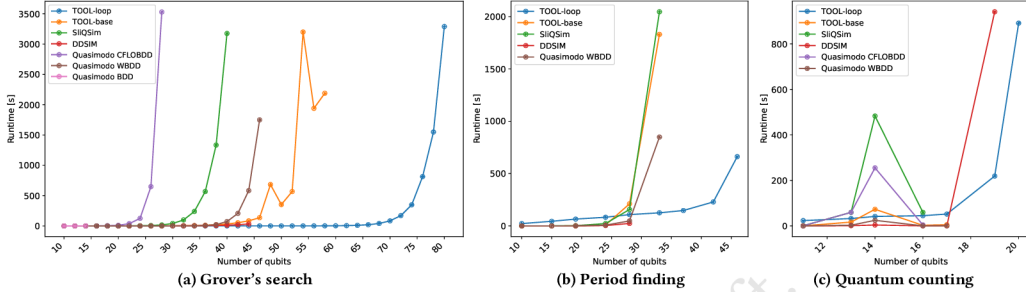 TOOL-loop
TOOL-base
SliQSim
DDSIM
Quasimodo CFLOBDD
Quasimodo WBDD
Quasimodo BDD
3500
3000
2500
2000
1500
1000
500
0
Runtime [s]
10 15 20 25 30 35 40 45 50 55 60 65 70 75 80
Number of qubits
(a) Grover's search
TOOL-loop
TOOL-base
SliQSim
DDSIM
Quasimodo WBDD
2000
1500
1000
500
0
Runtime [s]
10 15 20 25 30 35 40 45
Number of qubits
(b) Period finding
TOOL-loop
TOOL-base
SliQSim
DDSIM
Quasimodo CFLOBDD
Quasimodo WBDD
800
600
400
200
0
Runtime [s]
12 14 16 18 20
Number of qubits
(c) Quantum counting